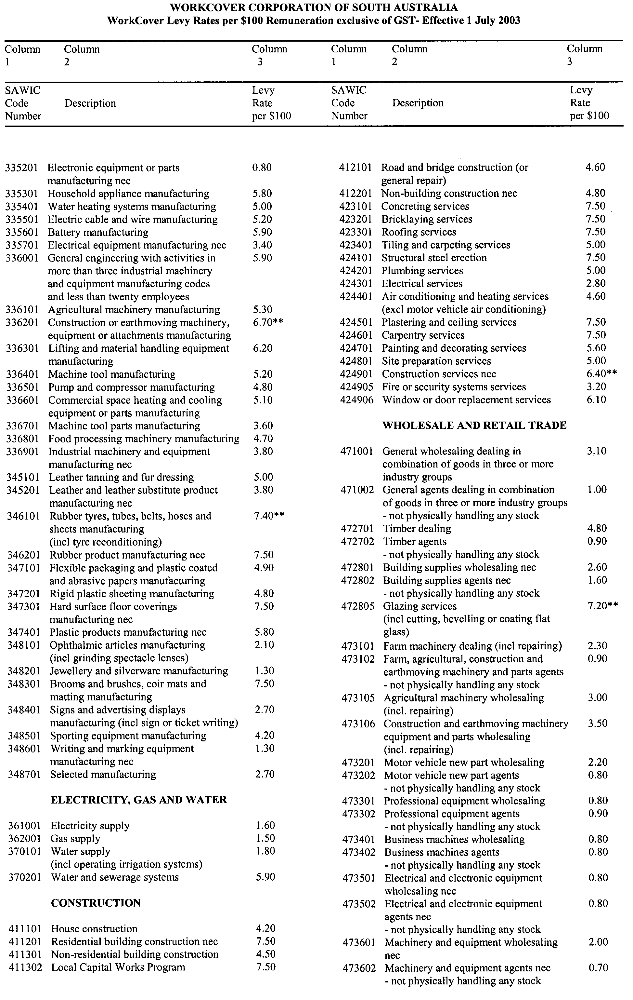 WORKCOVER CORPORATION OF SOUTH AUSTRALIA
WorkCover Levy Rates per $100 Remuneration exclusive of GST- Effective 1 July 2003
Column Column Column Column Column Column
1 2 3 1 2 3
SAWIC Levy SAWIC Levy
Code Description Rate Code Description Rate
Number per $100 Number per $100
335201 Electronic equipment or parts 0.80
manufacturing nec
335301 Household appliance manufacturing 5.80
335401 Water heating systems manufacturing 5.00
335501 Electric cable and wire manufacturing 5.20
335601 Battery manufacturing 5.90
335701 Electrical equipment manufacturing nec 3.40
336001 General engineering with activities in 5.90
more than three industrial machinery
and equipment manufacturing codes
and less than twenty employees
336101 Agricultural machinery manufacturing 5.30
336201 Construction or earthmoving machinery, 6.70**
equipment or attachments manufacturing
336301 Lifting and material handling equipment 6.20
manufacturing
336401 Machine tool manufacturing 5.20
336501 Pump and compressor manufacturing 4.80
336601 Commercial space heating and cooling 5.10
equipment or parts manufacturing
336701 Machine tool parts manufacturing 3.60
336801 Food processing machinery manufacturing 4.70
336901 Industrial machinery and equipment 3.80
manufacturing nec
345101 Leather tanning and fur dressing 5.00
345201 Leather and leather substitute product 3.80
manufacturing nec
346101 Rubber tyres, tubes, belts, hoses and 7.40**
sheets manufacturing
(incl tyre reconditioning)
346201 Rubber product manufacturing nec 7.50
347101 Flexible packaging and plastic coated 4.90
and abrasive papers manufacturing
347201 Rigid plastic sheeting manufacturing 4.80
347301 Hard surface floor coverings 7.50
manufacturing nec
347401 Plastic products manufacturing nec 5.80
348101 Ophthalmic articles manufacturing 2.10
(incl grinding spectacle lenses)
348201 Jewellery and silverware manufacturing 1.30
348301 Brooms and brushes, coir mats and 7.50
matting manufacturing
348401 Signs and advertising displays 2.70
manufacturing (incl sign or ticket writing)
348501 Sporting equipment manufacturing 4.20
348601 Writing and marking equipment 1.30
manufacturing nec
348701 Selected manufacturing 2.70
ELECTRICITY, GAS AND WATER
361001 Electricity supply 1.60
362001 Gas supply 1.50
370101 Water supply 1.80
(incl operating irrigation systems)
370201 Water and sewerage systems 5.90
CONSTRUCTION
411101 House construction 4.20
411201 Residential building construction nec 7.50
411301 Non-residential building construction 4.50
411302 Local Capital Works Program 7.50
412101 Road and bridge construction (or 4.60
general repair)
412201 Non-building construction nec 4.80
423101 Concreting services 7.50
423201 Bricklaying services 7.50
423301 Roofing services 7.50
423401 Tiling and carpeting services 5.00
424101 Structural steel erection 7.50
424201 Plumbing services 5.00
424301 Electrical services 2.80
424401 Air conditioning and heating services 4.60
(excl motor vehicle air conditioning)
424501 Plastering and ceiling services 7.50
424601 Carpentry services 7.50
424701 Painting and decorating services 5.60
424801 Site preparation services 5.00
424901 Construction services nec 6.40**
424905 Fire or security systems services 3.20
424906 Window or door replacement services 6.10
WHOLESALE AND RETAIL TRADE
471001 General wholesaling dealing in 3.10
combination of goods in three or more
industry groups
471002 General agents dealing in combination 1.00
of goods in three or more industry groups
- not physically handling any stock
472701 Timber dealing 4.80
472702 Timber agents 0.90
- not physically handling any stock
472801 Building supplies wholesaling nec 2.60
472802 Building supplies agents nec 1.60
- not physically handling any stock
472805 Glazing services 7.20**
(incl cutting, bevelling or coating flat
glass)
473101 Farm machinery dealing (incl repairing) 2.30
473102 Farm, agricultural, construction and 0.90
earthmoving machinery and parts agents
- not physically handling any stock
473105 Agricultural machinery wholesaling 3.00
(incl. repairing)
473106 Construction and earthmoving machinery 3.50
equipment and parts wholesaling
(incl. repairing)
473201 Motor vehicle new part wholesaling 2.20
473202 Motor vehicle new part agents 0.80
- not physically handling any stock
473301 Professional equipment wholesaling 0.80
473302 Professional equipment agents 0.90
- not physically handling any stock
473401 Business machines wholesaling 0.80
473402 Business machines agents 0.80
- not physically handling any stock
473501 Electrical and electronic equipment 0.80
wholesaling nec
473502 Electrical and electronic equipment 0.80
agents nec
- not physically handling any stock
473601 Machinery and equipment wholesaling 2.00
nec
473602 Machinery and equipment agents nec 0.70
- not physically handling any stock